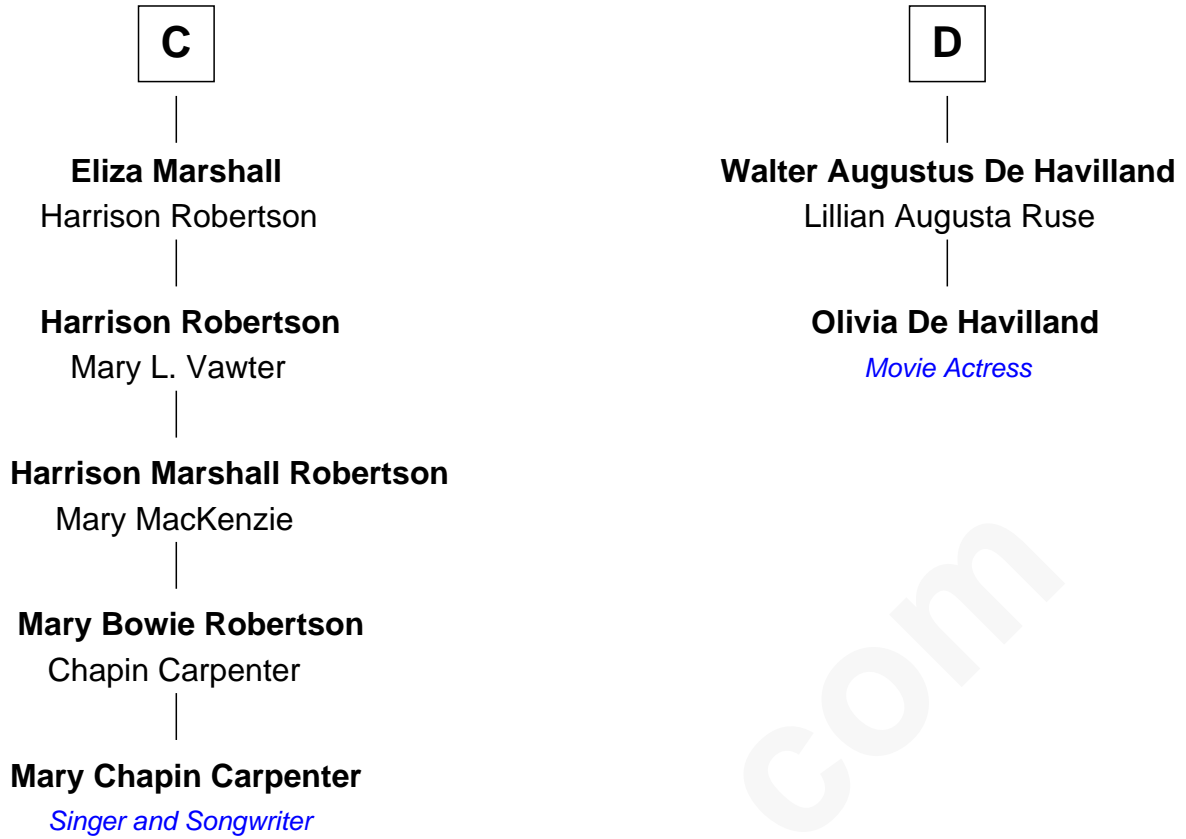 C
Eliza Marshall
Harrison Robertson
Harrison Robertson
Mary L. Vawter
Harrison Marshall Robertson
Mary MacKenzie
Mary Bowie Robertson
Chapin Carpenter
Mary Chapin Carpenter
Singer and Songwriter
D
Walter Augustus De Havilland
Lillian Augusta Ruse
Olivia De Havilland
Movie Actress
com